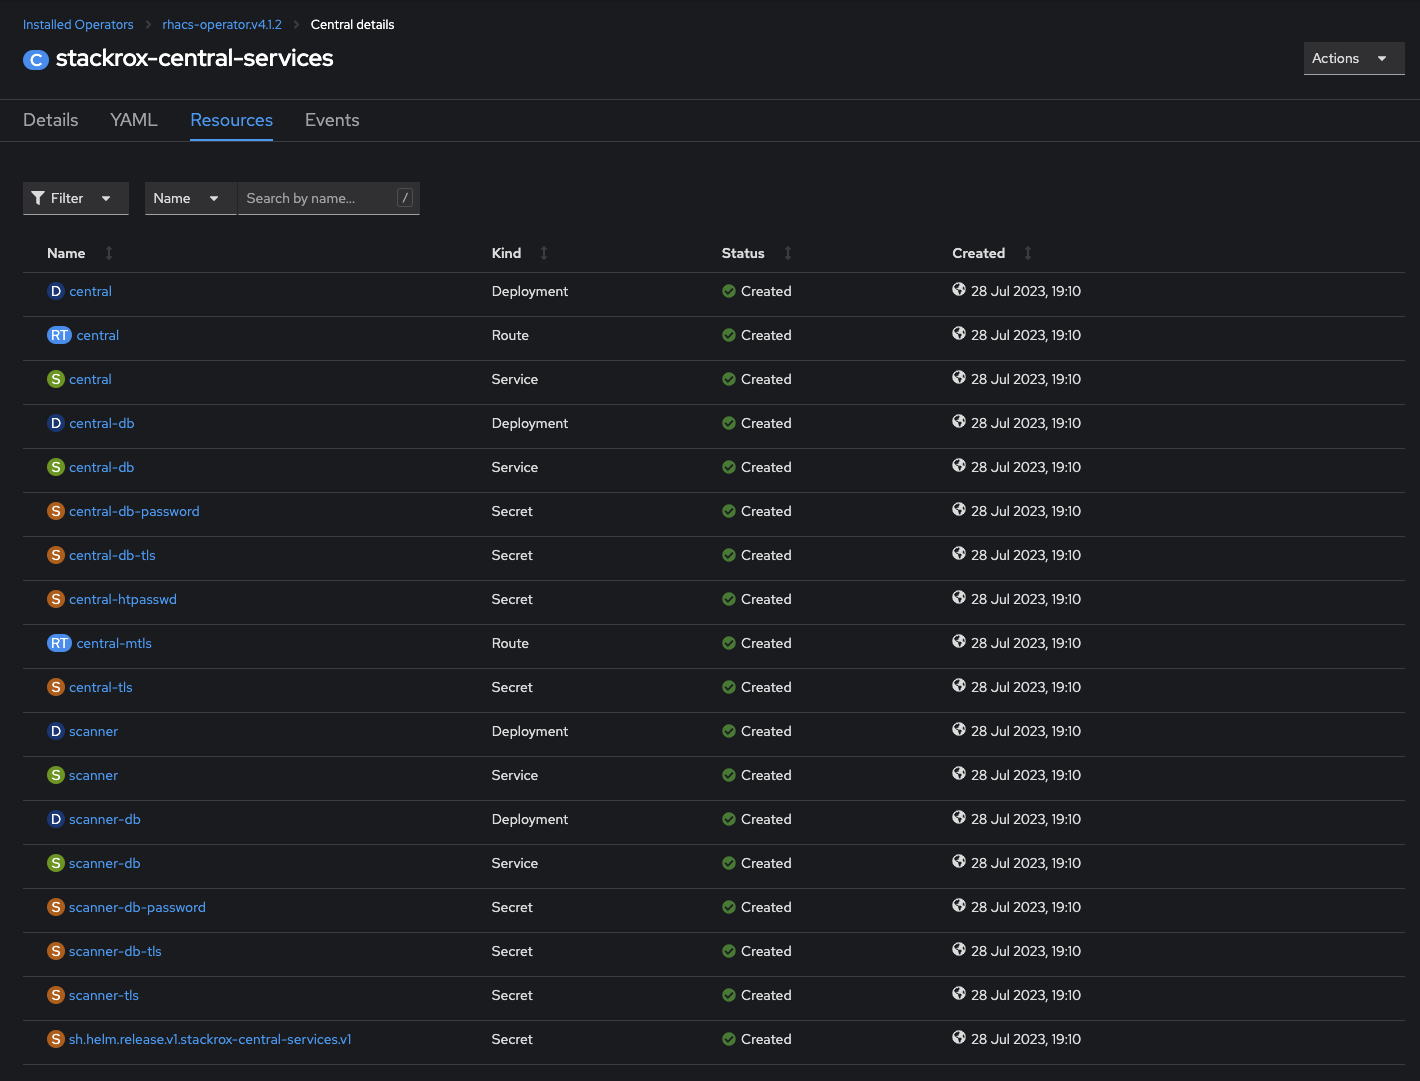 Installed Operators > rhacs-operator.v4.1.2 > Central details
C stackrox-central-services
Actions
Details YAML Resources Events
Filter Name Search by name... /
Name Kind Status Created
D central Deployment Created 28 Jul 2023, 19:10
RT central Route Created 28 Jul 2023, 19:10
S central Service Created 28 Jul 2023, 19:10
D central-db Deployment Created 28 Jul 2023, 19:10
S central-db Service Created 28 Jul 2023, 19:10
S central-db-password Secret Created 28 Jul 2023, 19:10
S central-db-tls Secret Created 28 Jul 2023, 19:10
S central-htpasswd Secret Created 28 Jul 2023, 19:10
RT central-mtls Route Created 28 Jul 2023, 19:10
S central-tls Secret Created 28 Jul 2023, 19:10
D scanner Deployment Created 28 Jul 2023, 19:10
S scanner Service Created 28 Jul 2023, 19:10
D scanner-db Deployment Created 28 Jul 2023, 19:10
S scanner-db Service Created 28 Jul 2023, 19:10
S scanner-db-password Secret Created 28 Jul 2023, 19:10
S scanner-db-tls Secret Created 28 Jul 2023, 19:10
S scanner-tls Secret Created 28 Jul 2023, 19:10
S sh.helm.release.v1.stackrox-central-services.v1 Secret Created 28 Jul 2023, 19:10